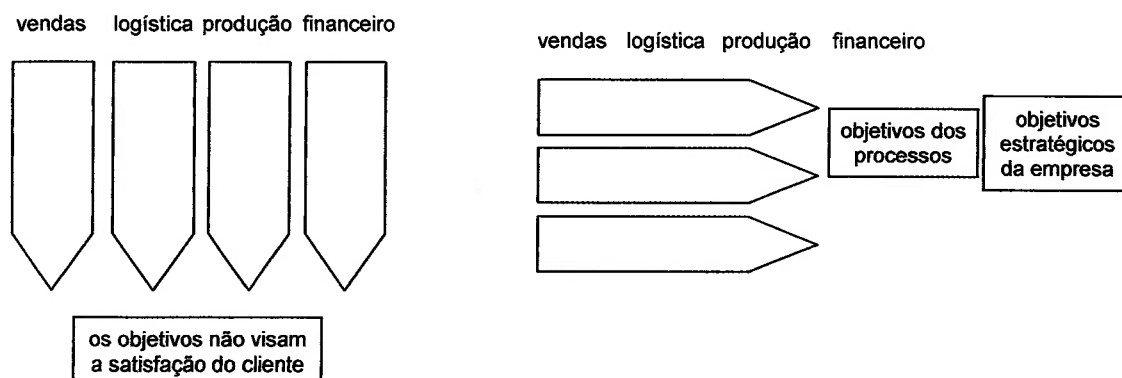 vendas logística produção financeiro
os objetivos não visam
a satisfação do cliente
vendas logística produção financeiro
objetivos dos
processos
objetivos
estratégicos
da empresa